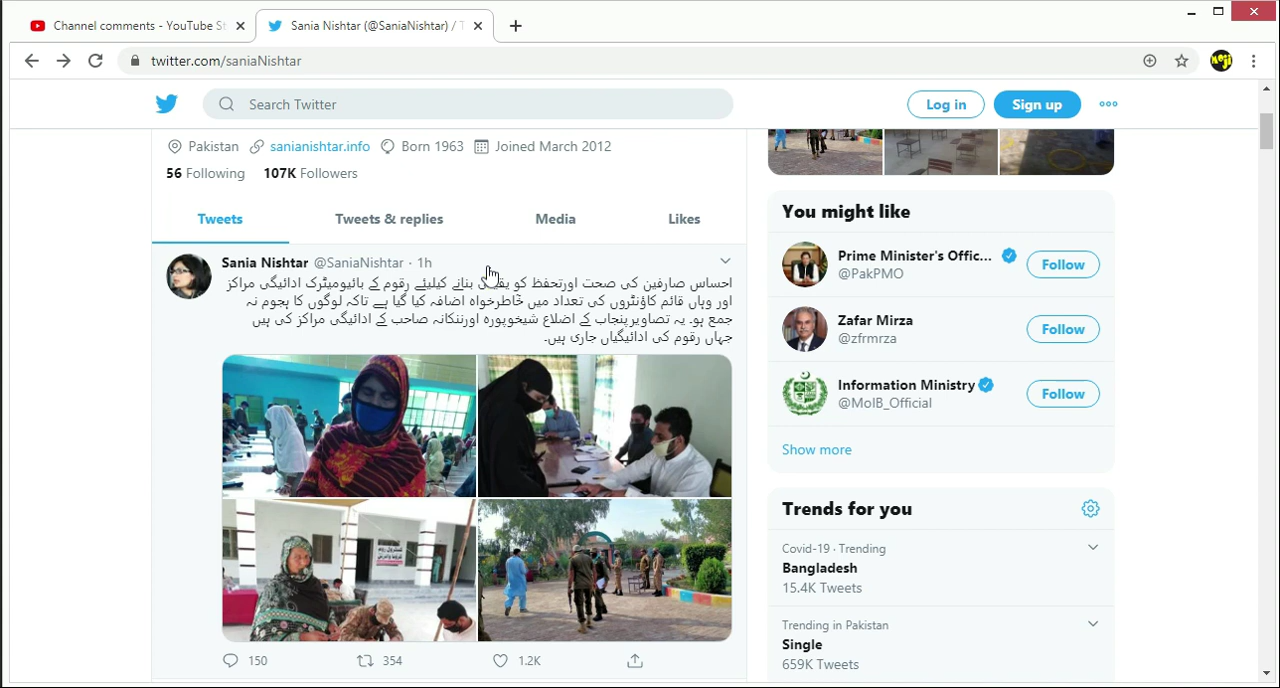 Channel comments - YouTube St
Sania Nishtar (@SaniaNishtar) / T
twitter.com/saniaNishtar
Search Twitter
Log in
Sign up
Pakistan
sanianishtar.info
Born 1963
Joined March 2012
56 Following
107K Followers
Tweets
Tweets & replies
Media
Likes
Sania Nishtar @SaniaNishtar · 1h
احساس صارفین کی صحت اورتحفظ کو یقینی بنانے کیلیئے رقوم کے بائیومیٹرک ادائیگی مراکز
اور وہاں قائم کاؤنٹروں کی تعداد میں خاطرخواہ اضافہ کیا گیا ہے تاکہ لوگوں کا ہجوم نہ
جمع ہو۔ یہ تصاویرپنجاب کے اضلاع شیخوپورہ اورننکانہ صاحب کے ادائیگی مراکز کی ہیں
جہاں رقوم کی ادائیگیاں جاری ہیں۔
150
354
1.2K
You might like
Prime Minister's Offic...
@PakPMO
Follow
Zafar Mirza
@zfrmrza
Follow
Information Ministry
@MoIB_Official
Follow
Show more
Trends for you
Covid-19 · Trending
Bangladesh
15.4K Tweets
Trending in Pakistan
Single
659K Tweets